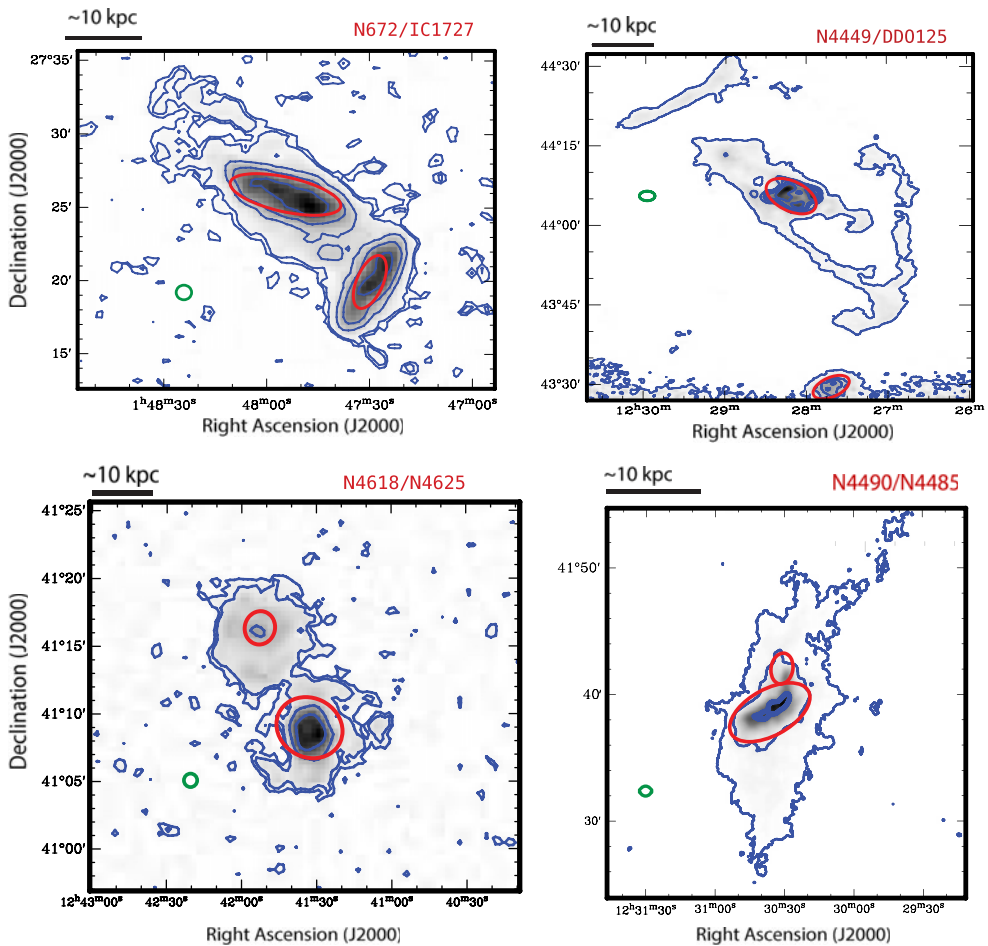 ~10 kpc
N672/IC1727
27°35′
30′
25′
20′
15′
Declination (J2000)
1ʰ48ᵐ30ˢ
48ᵐ00ˢ
47ᵐ30ˢ
47ᵐ00ˢ
Right Ascension (J2000)
~10 kpc
N4449/DDO125
44°30′
44°15′
44°00′
43°45′
43°30′
12ʰ30ᵐ
29ᵐ
28ᵐ
27ᵐ
26ᵐ
Right Ascension (J2000)
~10 kpc
N4618/N4625
41°25′
41°20′
41°15′
41°10′
41°05′
41°00′
Declination (J2000)
12ʰ43ᵐ00ˢ
42ᵐ30ˢ
42ᵐ00ˢ
41ᵐ30ˢ
41ᵐ00ˢ
40ᵐ30ˢ
Right Ascension (J2000)
~10 kpc
N4490/N4485
41°50′
40′
30′
12ʰ31ᵐ30ˢ
31ᵐ00ˢ
30ᵐ30ˢ
30ᵐ00ˢ
29ᵐ30ˢ
Right Ascension (J2000)